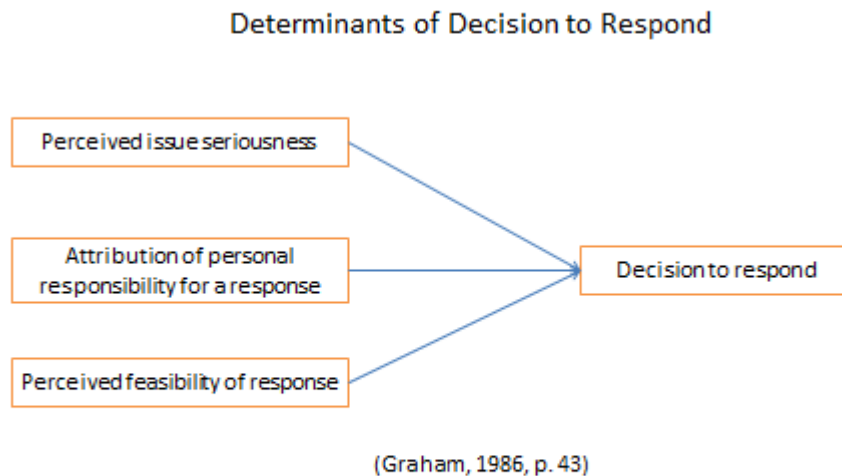 Determinants of Decision to Respond
Perceived issue seriousness
Attribution of personal
responsibility for a response
Decision to respond
Perceived feasibility of response
(Graham, 1986, p. 43)